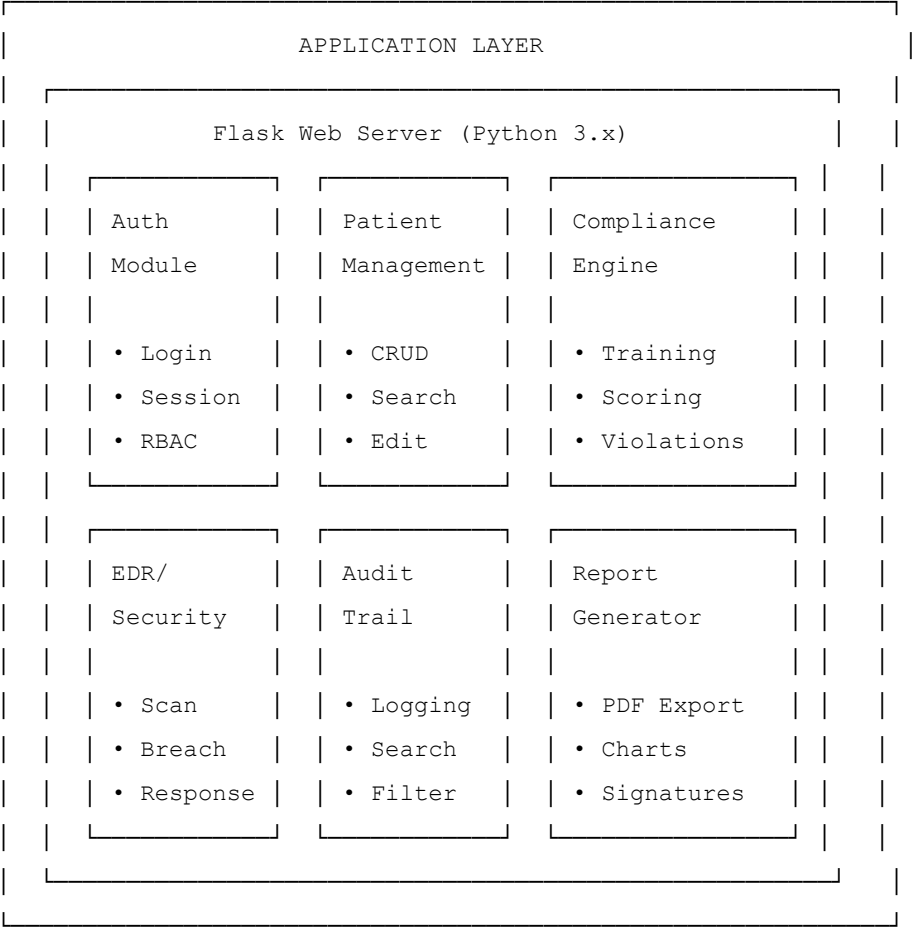 APPLICATION LAYER
Flask Web Server (Python 3.x)
Auth Patient Compliance
Module Management Engine
• Login • CRUD • Training
• Session • Search • Scoring
• RBAC • Edit • Violations
EDR/ Audit Report
Security Trail Generator
• Scan • Logging • PDF Export
• Breach • Search • Charts
• Response • Filter • Signatures